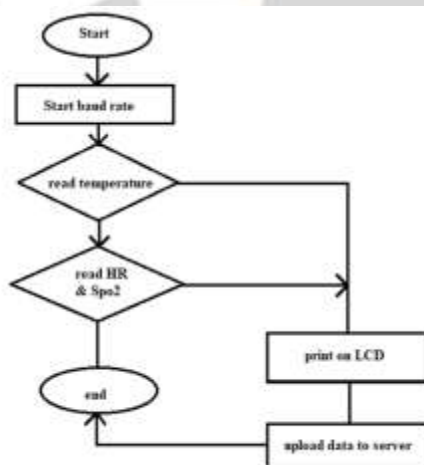 Start
Start baud rate
read temperature
read HR
& Spo2
print on LCD
end
upload data to server